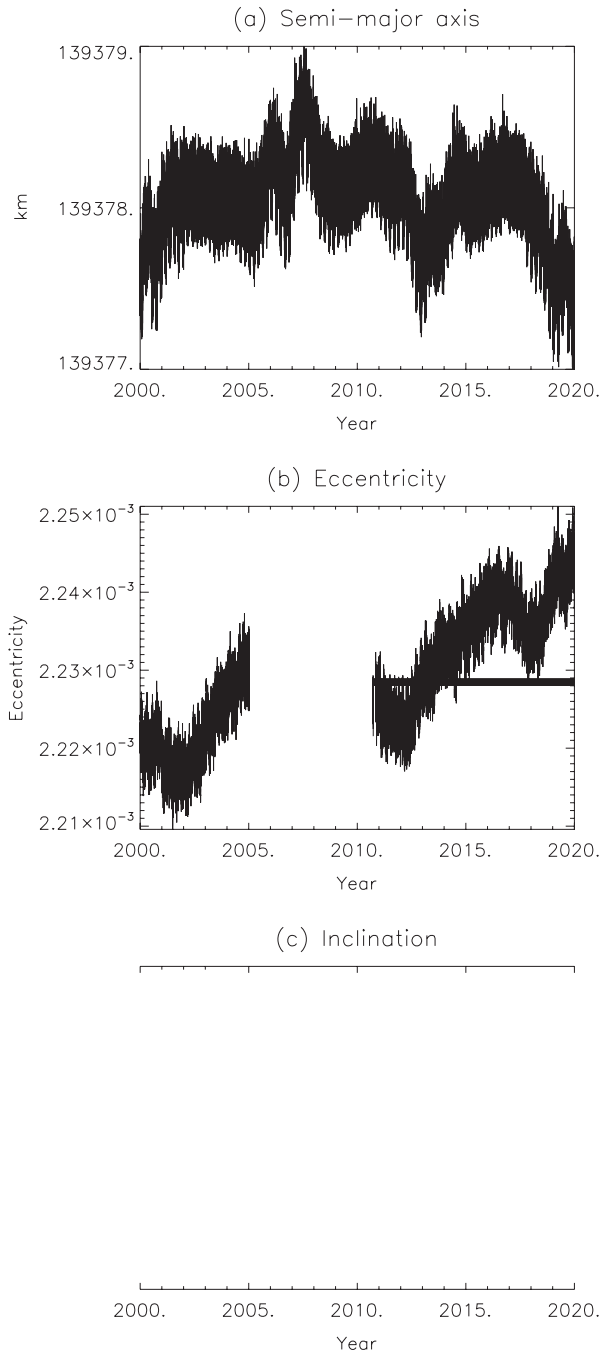 (a) Semi-major axis
139379.
km
139378.
139377.
2000. 2005. 2010. 2015. 2020.
Year
(b) Eccentricity
2.25×10⁻³
2.24×10⁻³
Eccentricity
2.23×10⁻³
2.22×10⁻³
2.21×10⁻³
2000. 2005. 2010. 2015. 2020.
Year
(c) Inclination
2000. 2005. 2010. 2015. 2020.
Year